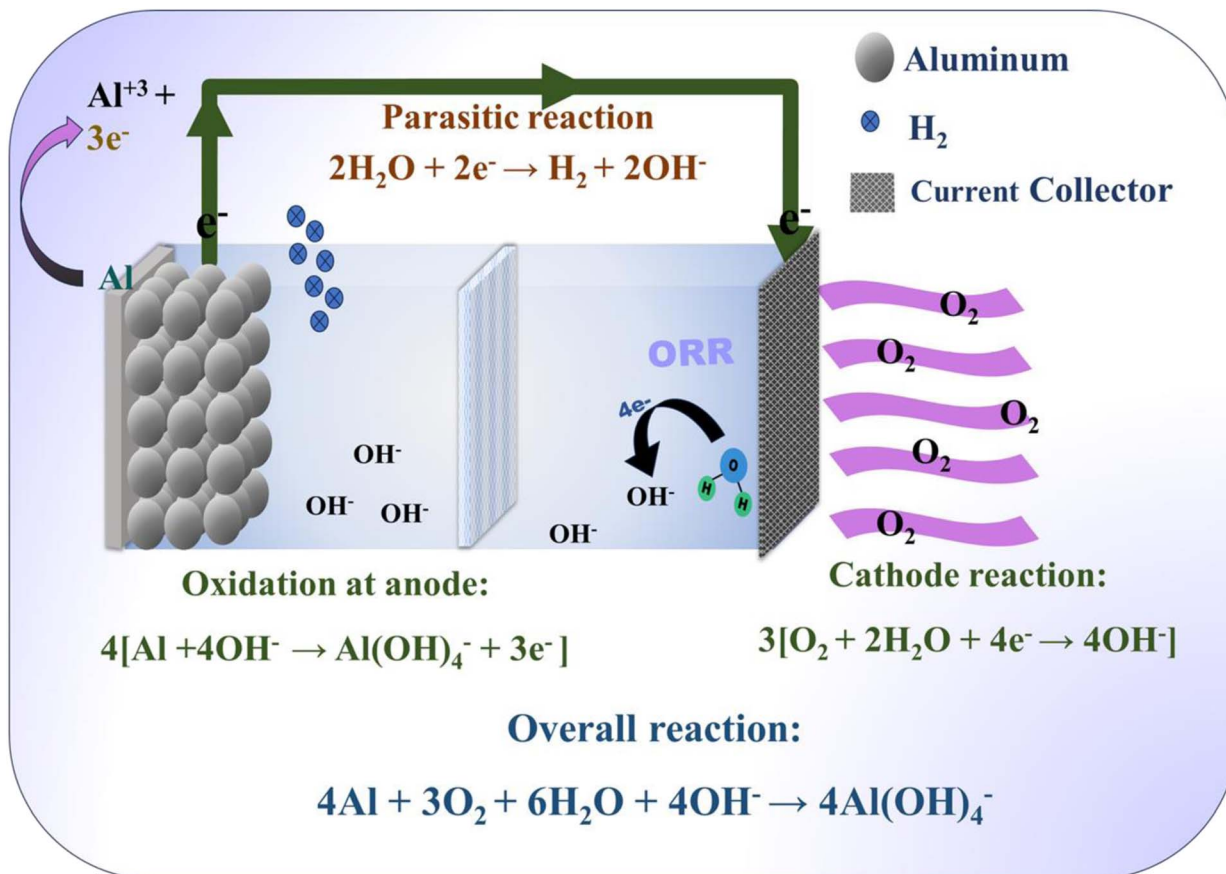 Al⁺³ +
3e⁻
Al
e⁻
Parasitic reaction
2H₂O + 2e⁻ → H₂ + 2OH⁻
e⁻
Aluminum
H₂
Current Collector
ORR
4e-
O
H
H
OH⁻
OH⁻
OH⁻
OH⁻
OH⁻
O₂
O₂
O₂
O₂
O₂
Oxidation at anode:
4[Al +4OH⁻ → Al(OH)₄⁻ + 3e⁻]
Cathode reaction:
3[O₂ + 2H₂O + 4e⁻ → 4OH⁻]
Overall reaction:
4Al + 3O₂ + 6H₂O + 4OH⁻ → 4Al(OH)₄⁻